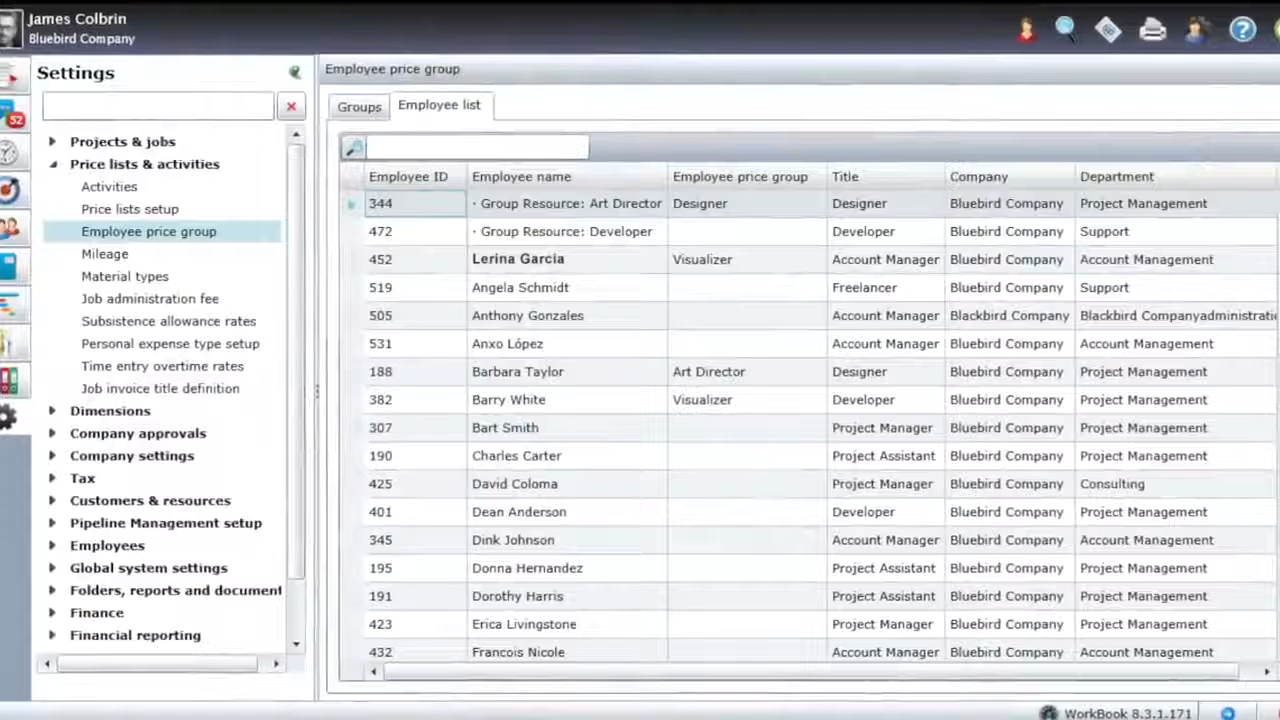 James Colbrin
Bluebird Company
Settings
Employee price group
Groups
Employee list
52
Projects & jobs
Price lists & activities
Activities
Price lists setup
Employee price group
Mileage
Material types
Job administration fee
Subsistence allowance rates
Personal expense type setup
Time entry overtime rates
Job invoice title definition
Dimensions
Company approvals
Company settings
Tax
Customers & resources
Pipeline Management setup
Employees
Global system settings
Folders, reports and document
Finance
Financial reporting
Employee ID Employee name Employee price group Title Company Department
344 · Group Resource: Art Director Designer Designer Bluebird Company Project Management
472 · Group Resource: Developer Developer Bluebird Company Support
452 Lerina Garcia Visualizer Account Manager Bluebird Company Account Management
519 Angela Schmidt Freelancer Bluebird Company Support
505 Anthony Gonzales Account Manager Blackbird Company Blackbird Companyadministratio
531 Anxo López Account Manager Bluebird Company Account Management
188 Barbara Taylor Art Director Designer Bluebird Company Project Management
382 Barry White Visualizer Developer Bluebird Company Project Management
307 Bart Smith Project Manager Bluebird Company Project Management
190 Charles Carter Project Assistant Bluebird Company Project Management
425 David Coloma Project Manager Bluebird Company Consulting
401 Dean Anderson Developer Bluebird Company Project Management
345 Dink Johnson Account Manager Bluebird Company Account Management
195 Donna Hernandez Project Assistant Bluebird Company Project Management
191 Dorothy Harris Project Assistant Bluebird Company Project Management
423 Erica Livingstone Project Manager Bluebird Company Project Management
432 Francois Nicole Account Manager Bluebird Company Account Management
WorkBook 8.3.1.171